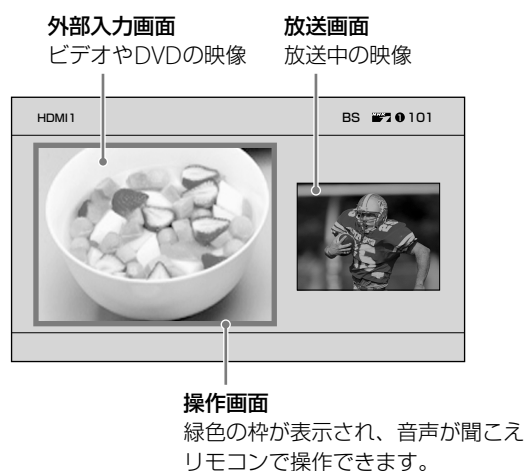 外部入力画面
ビデオやDVDの映像
放送画面
放送中の映像
HDMI1
BS ❶101
操作画面
緑色の枠が表示され、音声が聞こえ
リモコンで操作できます。